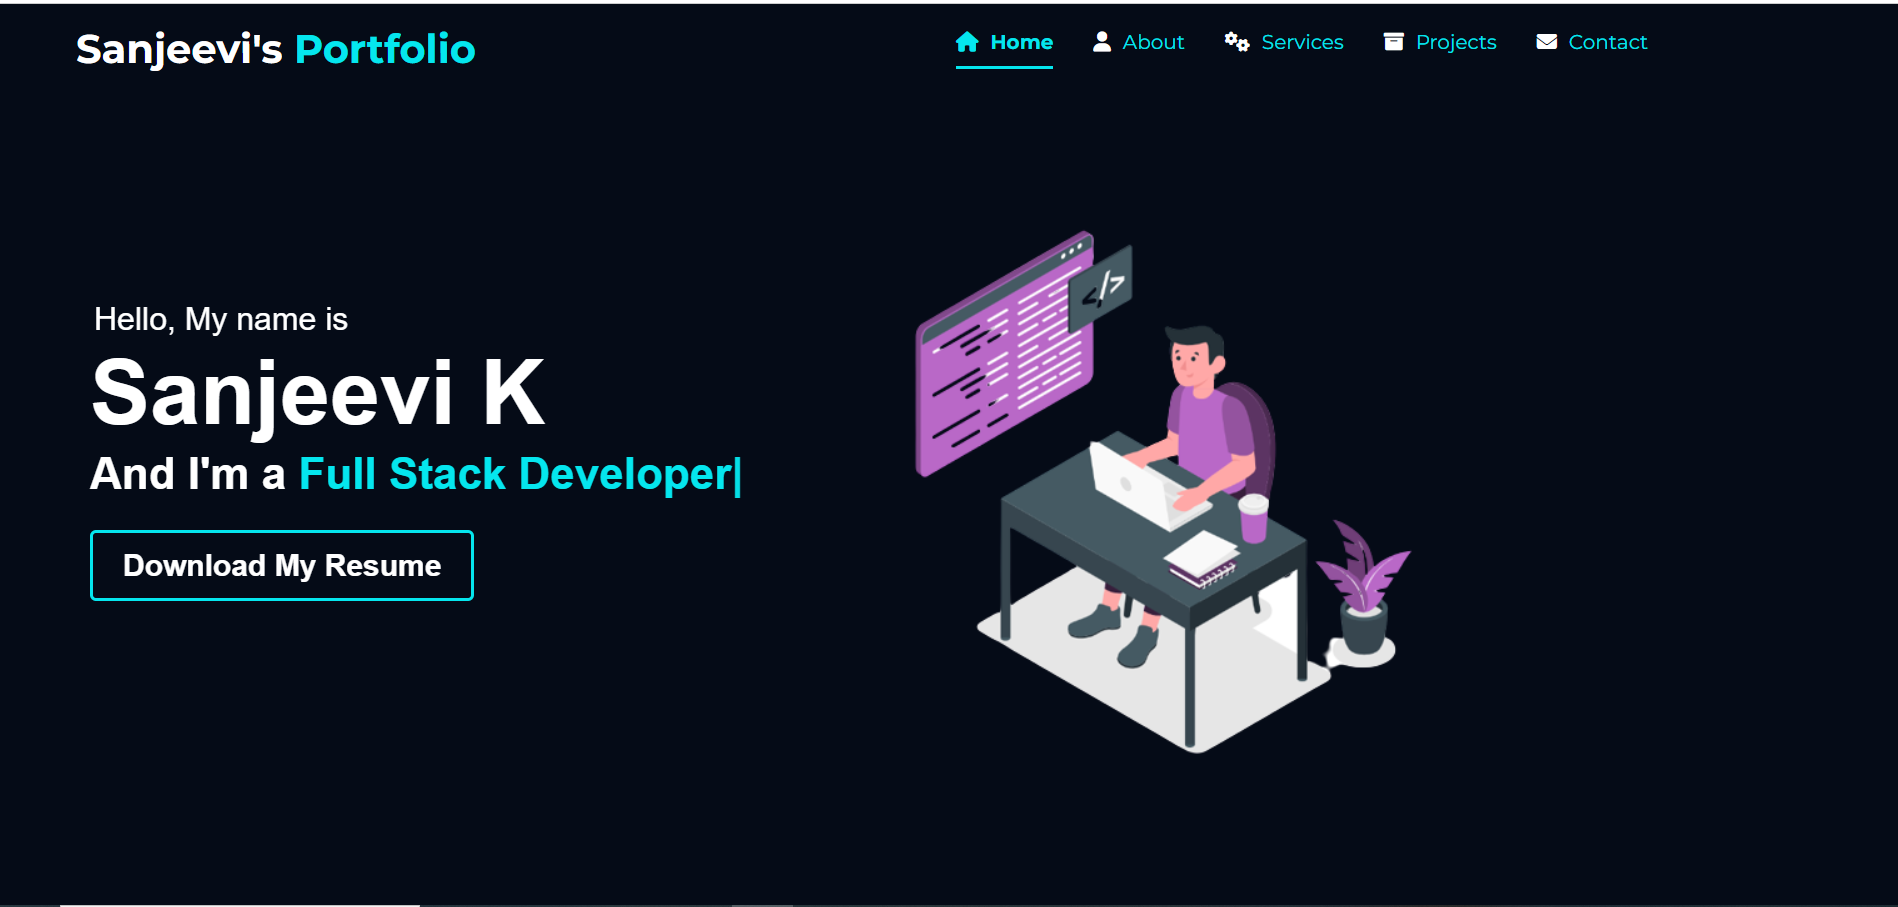 Sanjeevi's Portfolio
Home About Services Projects Contact
</>
Hello, My name is
Sanjeevi K
And I'm a Full Stack Developer|
Download My Resume